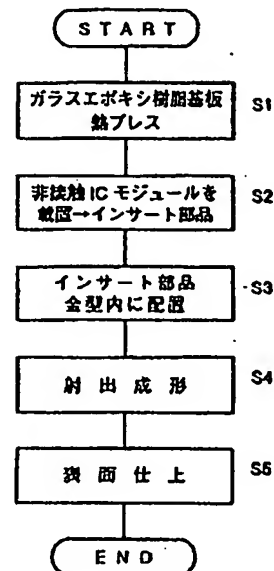 START
ガラスエポキシ樹脂基板
熱プレス
S1
非接触ICモジュールを
載置→インサート部品
S2
インサート部品
金型内に配置
S3
射出成形
S4
表面仕上
S5
END